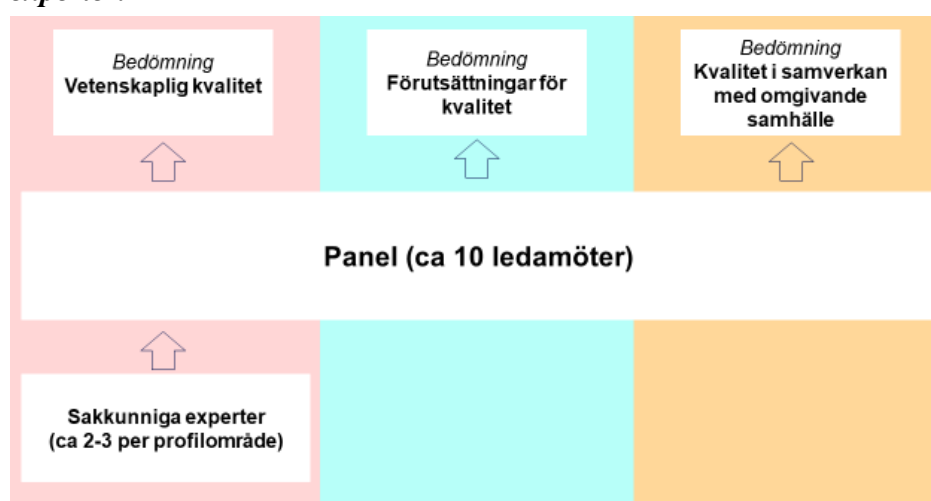 Bedömning
Vetenskaplig kvalitet
Bedömning
Förutsättningar för
kvalitet
Bedömning
Kvalitet i samverkan
med omgivande
samhälle
Panel (ca 10 ledamöter)
Sakkunniga experter
(ca 2-3 per profilområde)